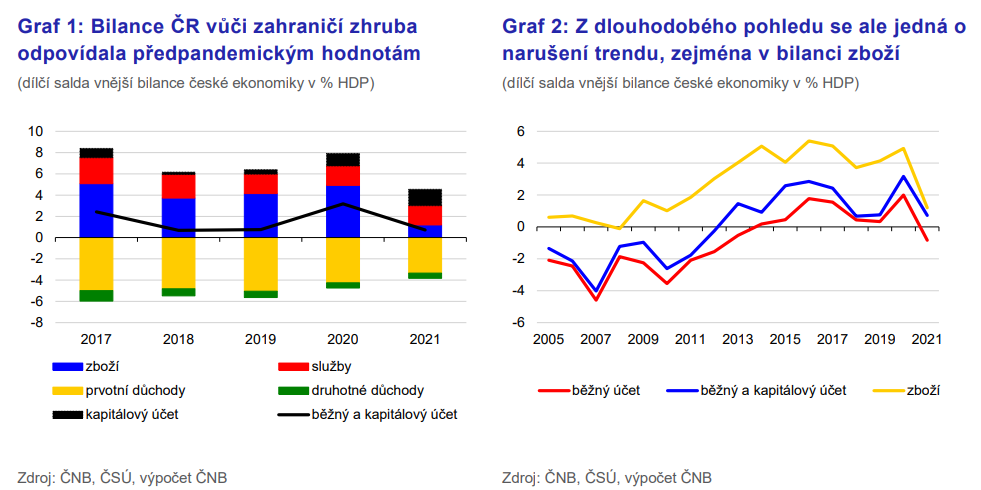 Graf 1: Bilance ČR vůči zahraničí zhruba
odpovídala předpandemickým hodnotám
(dílčí salda vnější bilance české ekonomiky v % HDP)
10
8
6
4
2
0
-2
-4
-6
-8
2017 2018 2019 2020 2021
zboží služby
prvotní důchody druhotné důchody
kapitálový účet běžný a kapitálový účet
Zdroj: ČNB, ČSÚ, výpočet ČNB
Graf 2: Z dlouhodobého pohledu se ale jedná o
narušení trendu, zejména v bilanci zboží
(dílčí salda vnější bilance české ekonomiky v % HDP)
6
4
2
0
-2
-4
-6
2005 2007 2009 2011 2013 2015 2017 2019 2021
běžný účet běžný a kapitálový účet zboží
Zdroj: ČNB, ČSÚ, výpočet ČNB